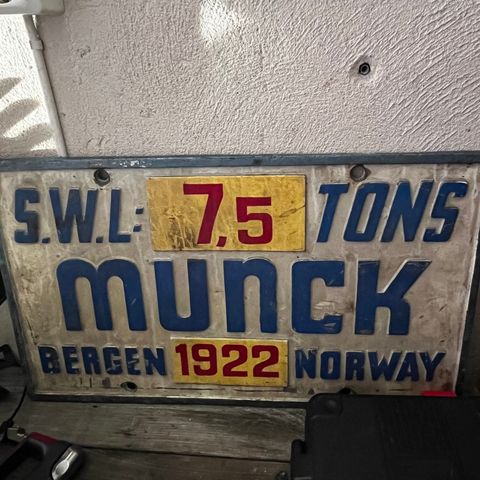 S.W.L: 7,5 TONS
MUNCK
BERGEN 1922 NORWAY